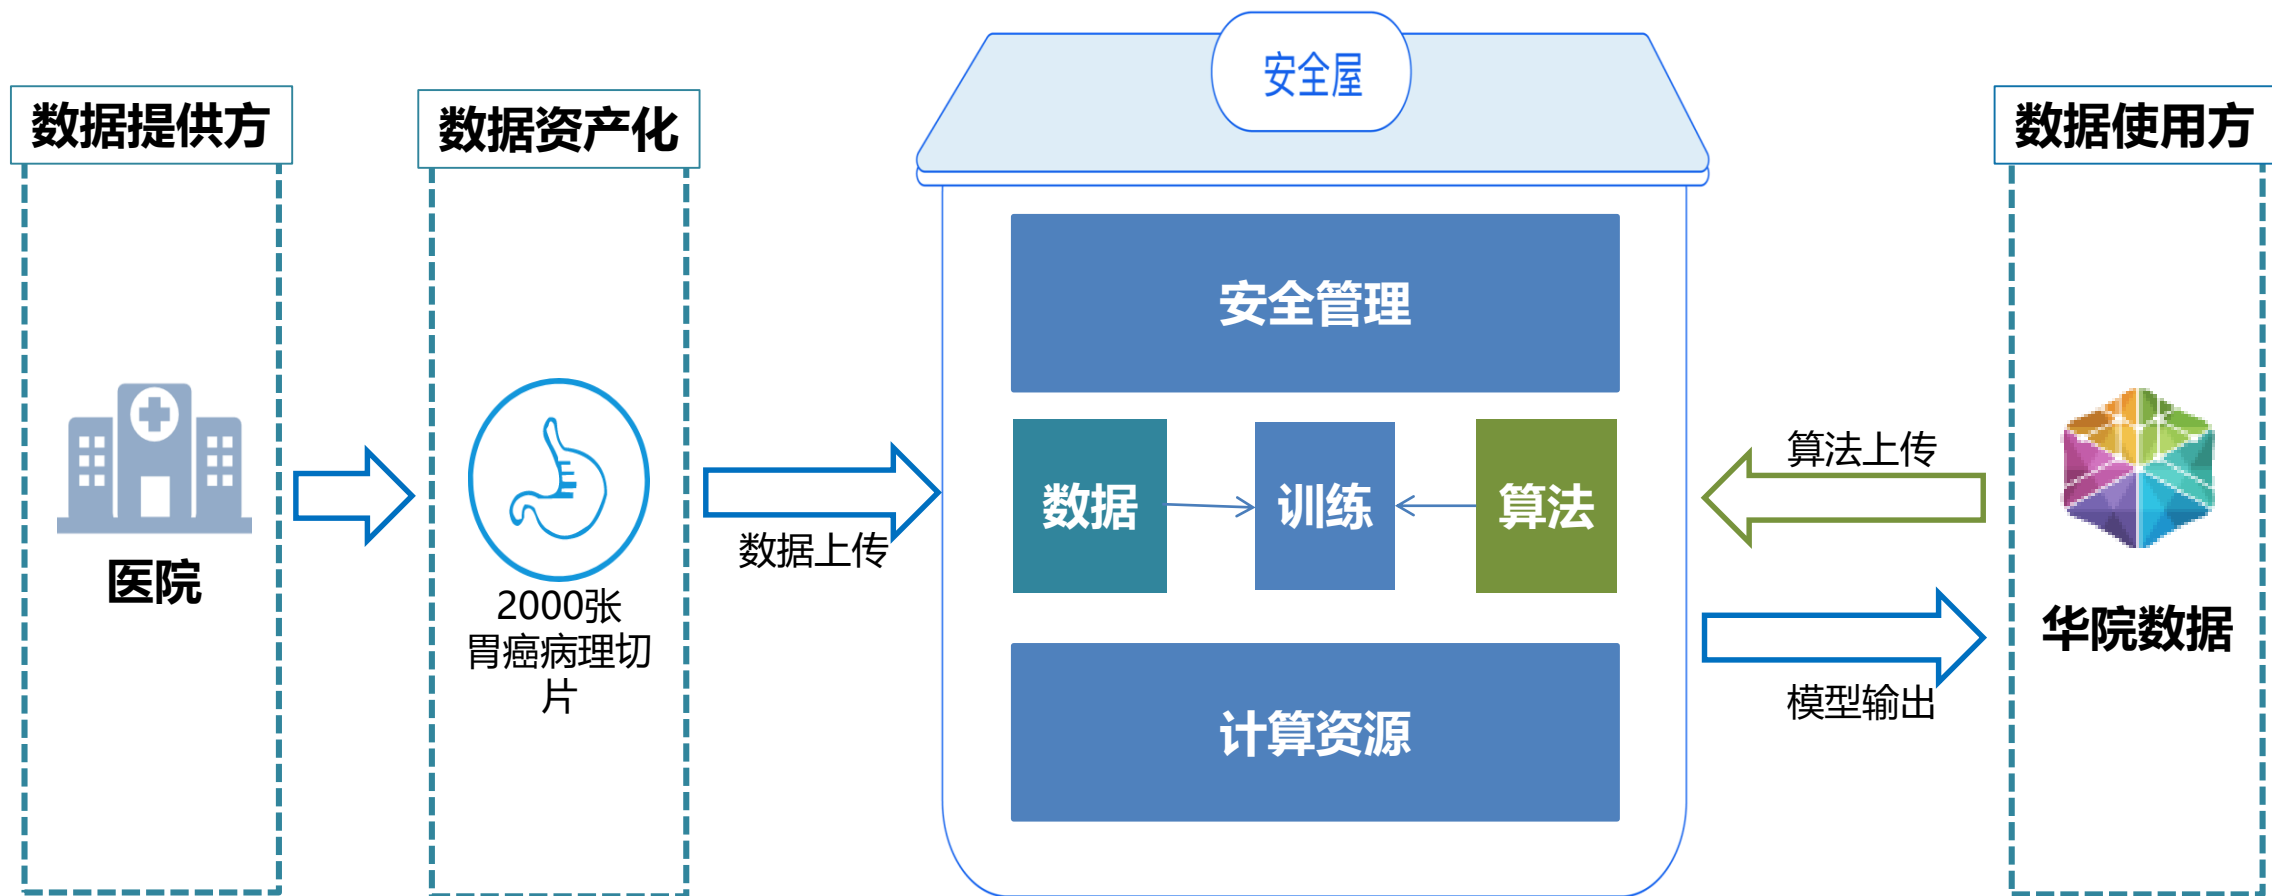 数据提供方
医院
数据资产化
2000张
胃癌病理切
片
数据上传
安全屋
安全管理
数据
训练
算法
计算资源
算法上传
模型输出
数据使用方
华院数据